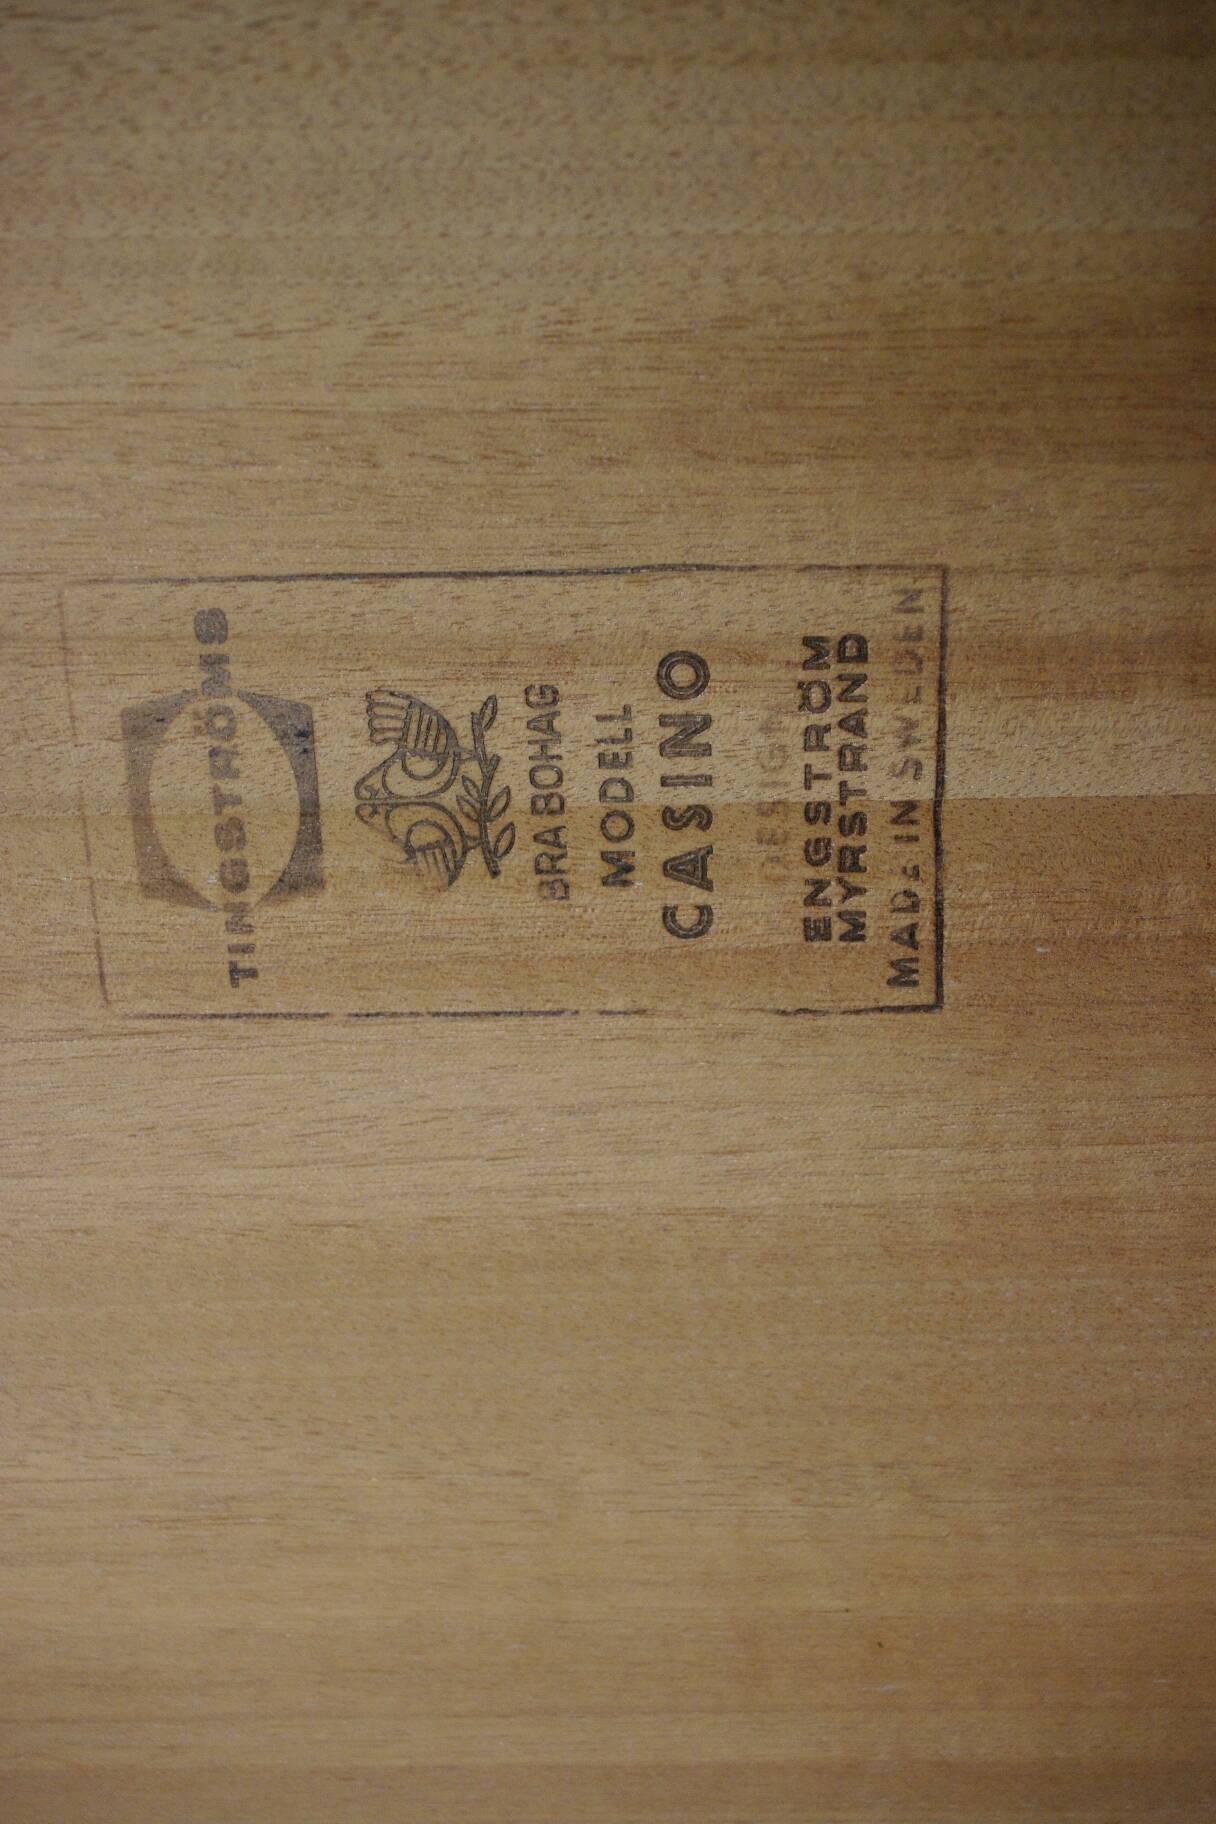 TINGSTRÖMS
BRA BOHAG
MODELL
CASINO
DESIGN
ENGSTRÖM
MYRSTRAND
MADE IN SWEDEN